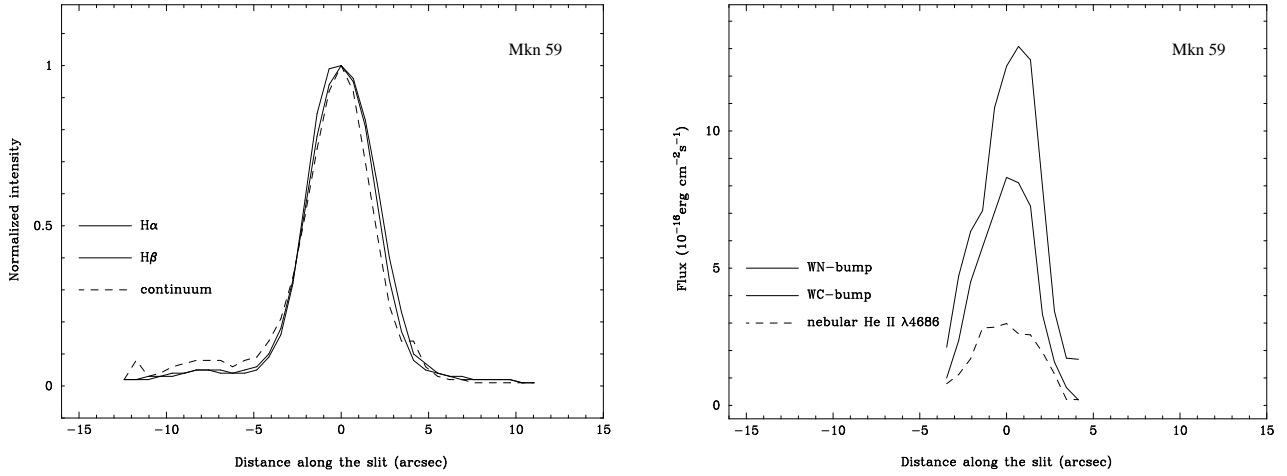 Mkn 59
1
0.5
0
Normalized intensity
Hα
Hβ
continuum
−15 −10 −5 0 5 10 15
Distance along the slit (arcsec)
Mkn 59
10
5
0
Flux (10⁻¹⁶erg cm⁻²s⁻¹)
WN−bump
WC−bump
nebular He II λ4686
−15 −10 −5 0 5 10 15
Distance along the slit (arcsec)